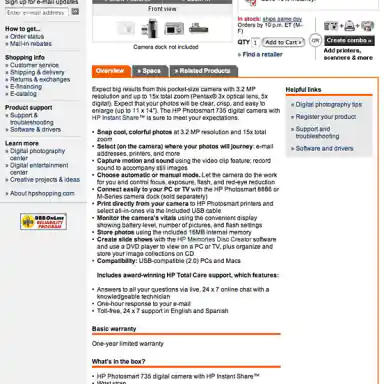 Sign up for e-mail updates
Enter e-mail address
How to get...
» Order status
» Mail-in rebates
Shopping info
» Customer service
» Shipping & delivery
» Returns & exchanges
» E-financing
» E-catalog
Product support
» Support &
troubleshooting
» Software & drivers
Learn more
» Digital photography
center
» Digital entertainment
center
» Creative projects & ideas
» About hpshopping.com
BBBOnLine
RELIABILITY
PROGRAM
Front view
Camera dock not included
In stock: ships same day
Orders by 10 p.m. ET (M-
F)
QTY 1 Add to Cart »
» Find a retailer
OR
Create combo »
Add printers,
scanners & more
Overview
» Specs
» Related Products
Expect big results from this pocket-size camera with 3.2 MP
resolution and up to 15x total zoom (Pentax® 3x optical lens, 5x
digital). Expect that your photos will be clear, crisp, and easy to
enlarge (up to 11 x 14"). The HP Photosmart 735 digital camera with
HP Instant Share™ is sure to meet your expectations.
• Snap cool, colorful photos at 3.2 MP resolution and 15x total
zoom
• Select (on the camera) where your photos will journey: e-mail
addresses, printers, and more
• Capture motion and sound using the video clip feature; record
sound to accompany still images
• Choose automatic or manual mode. Let the camera do the work
for you and control focus, exposure, flash, and red-eye reduction
• Connect easily to your PC or TV with the HP Photosmart 8886 or
M-Series camera dock (sold separately)
• Print directly from your camera to HP Photosmart printers and
select all-in-ones via the included USB cable
• Monitor the camera's vitals using the convenient display
showing battery level, number of pictures, and flash settings
• Store photos using the included 16MB internal memory
• Create slide shows with the HP Memories Disc Creator software
and use a DVD player to view on a PC or TV, plus organize and
store your image collections on CD
• Compatibility: USB-compatible (2.0) PCs and Macs
Includes award-winning HP Total Care support, which features:
• Answers to all your questions via live, 24 x 7 online chat with a
knowledgeable technician
• One-hour response to your e-mail
• Toll-free, 24 x 7 support in English and Spanish
Basic warranty
One-year limited warranty
What's in the box?
• HP Photosmart 735 digital camera with HP Instant Share™
• Wrist strap
Helpful links
» Digital photography tips
» Register your product
» Support and
troubleshooting
» Software and drivers